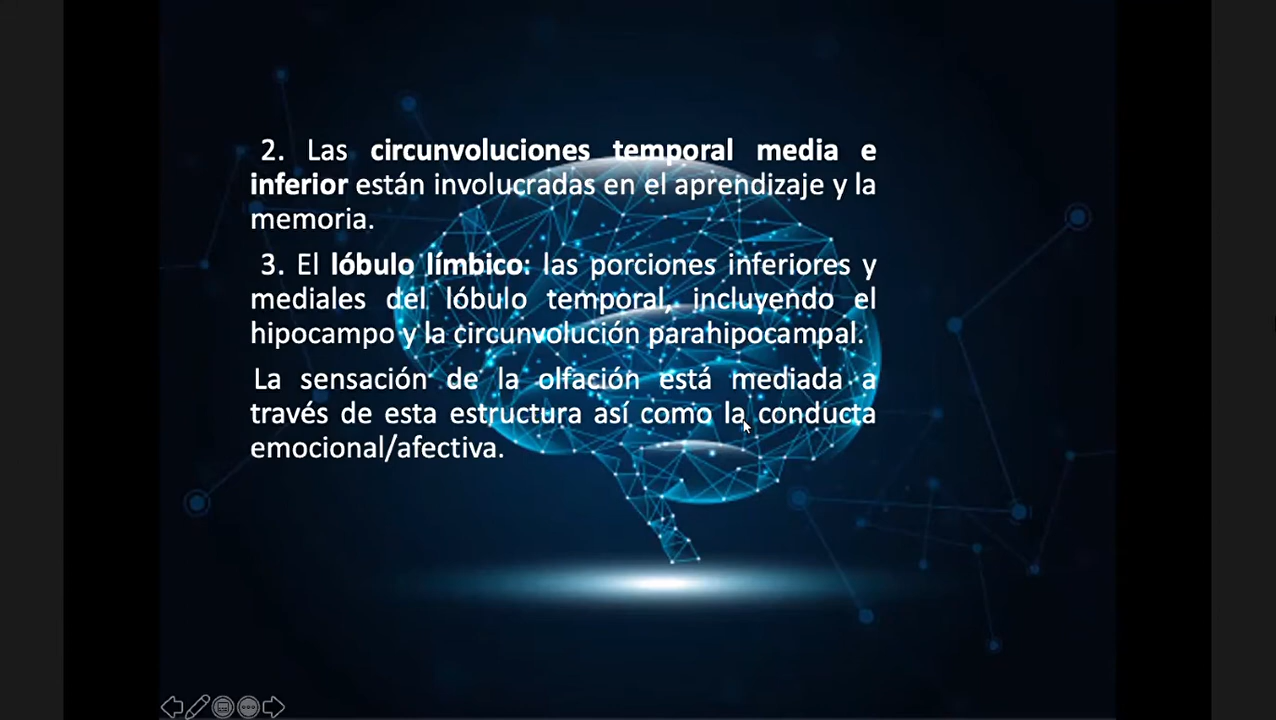 2. Las circunvoluciones temporal media e
inferior están involucradas en el aprendizaje y la
memoria.
3. El lóbulo límbico: las porciones inferiores y
mediales del lóbulo temporal, incluyendo el
hipocampo y la circunvolución parahipocampal.
La sensación de la olfación está mediada a
través de esta estructura así como la conducta
emocional/afectiva.